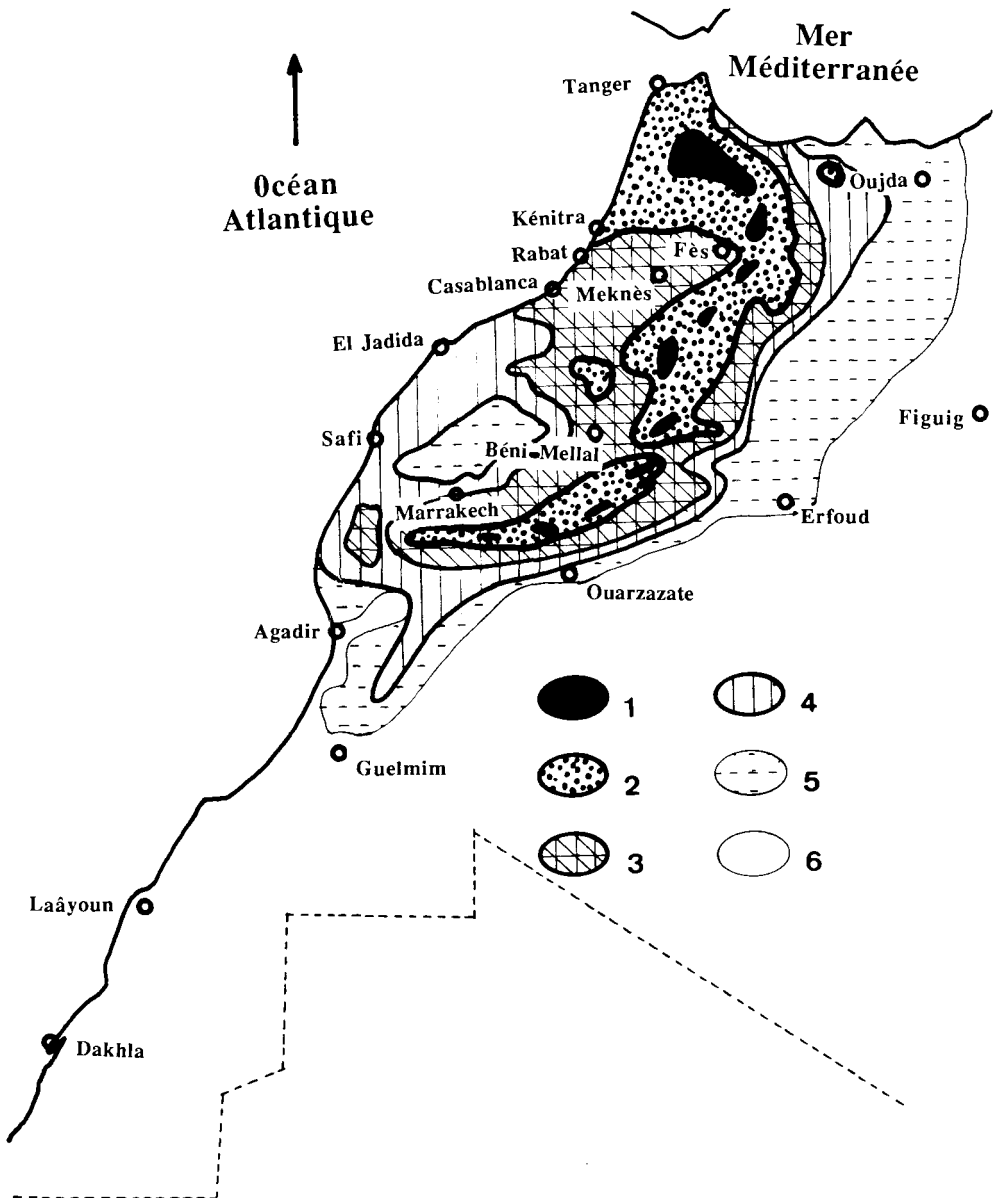 Mer
Méditerranée
Tanger
Océan
Atlantique
Oujda
Kénitra
Rabat
Fès
Casablanca
Meknès
El Jadida
Figuig
Safi
Béni-Mellal
Marrakech
Erfoud
Ouarzazate
Agadir
1
4
Guelmim
2
5
3
6
Laâyoun
Dakhla